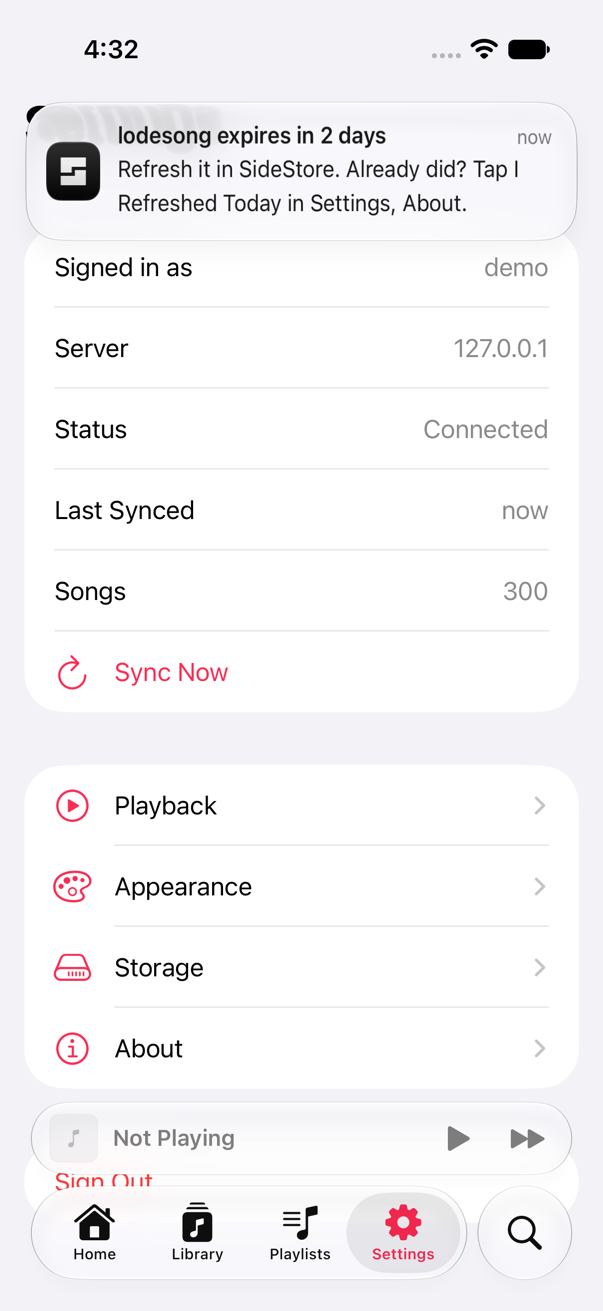 4:32
lodesong expires in 2 days
now
Refresh it in SideStore. Already did? Tap I
Refreshed Today in Settings, About.
Signed in as
demo
Server
127.0.0.1
Status
Connected
Last Synced
now
Songs
300
Sync Now
Playback
Appearance
Storage
About
Not Playing
Sign Out
Home
Library
Playlists
Settings